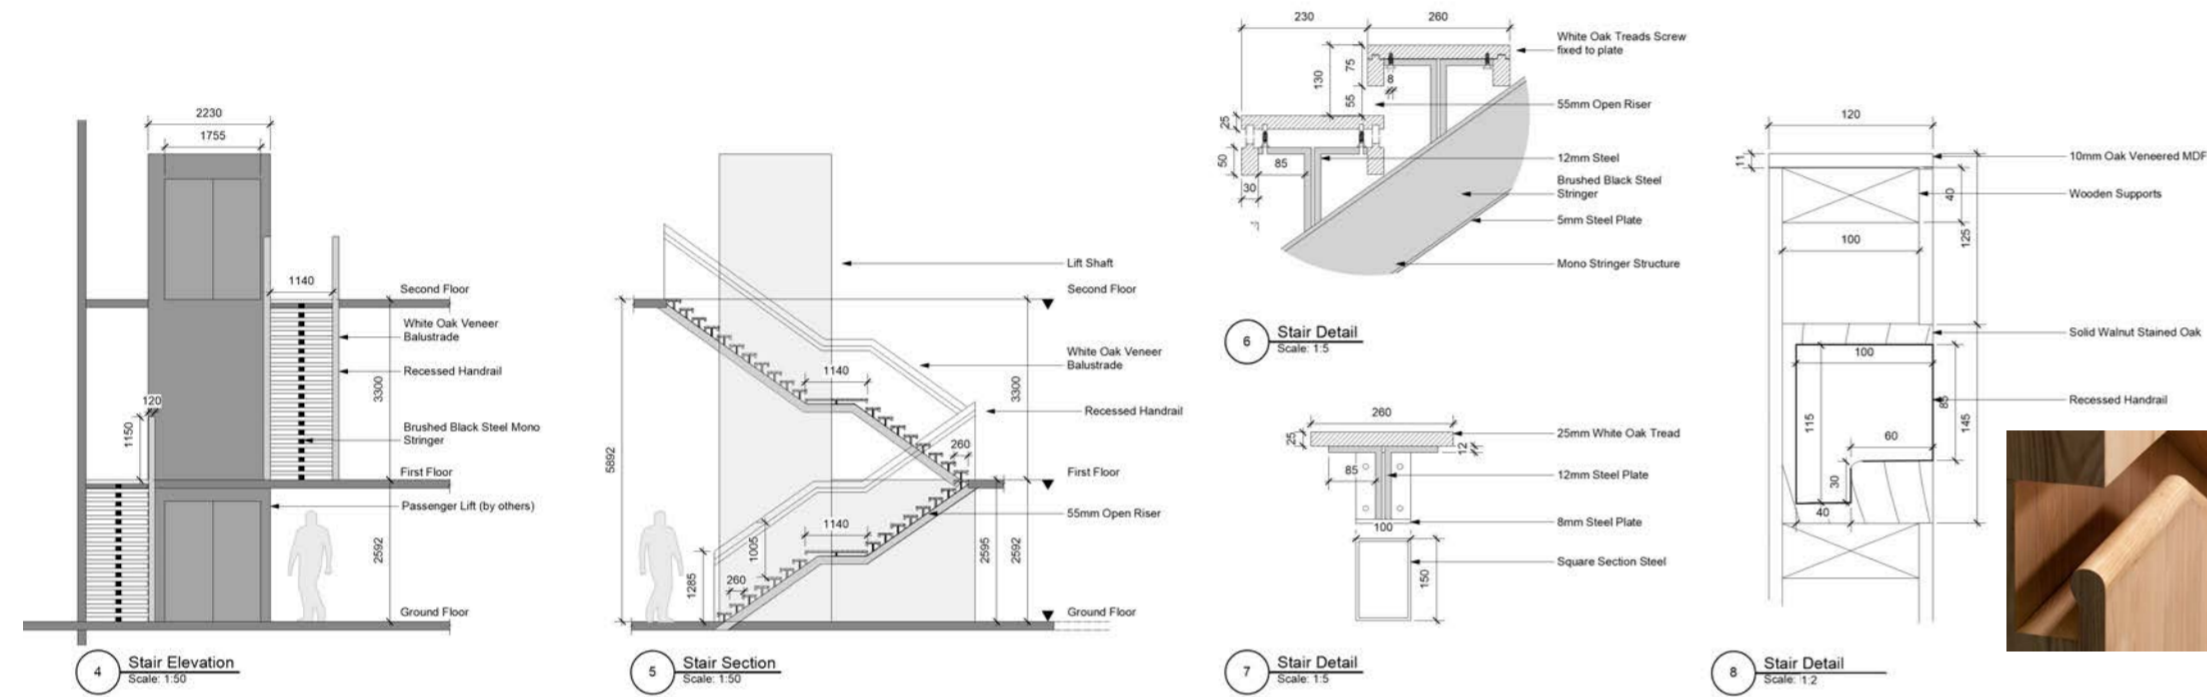 2230
1755
1140
Second Floor
White Oak Veneer
Balustrade
Recessed Handrail
3300
120
1150
Brushed Black Steel Mono
Stringer
First Floor
Passenger Lift (by others)
2592
Ground Floor
4
Stair Elevation
Scale: 1:50
Lift Shaft
Second Floor
White Oak Veneer
Balustrade
1140
3300
Recessed Handrail
260
5892
First Floor
1140
55mm Open Riser
1005
2595
2592
260
1285
Ground Floor
5
Stair Section
Scale: 1:50
230
260
White Oak Treads Screw
fixed to plate
75
130
8
55
55mm Open Riser
25
50
85
12mm Steel
30
Brushed Black Steel
Stringer
5mm Steel Plate
Mono Stringer Structure
6
Stair Detail
Scale: 1:5
260
25
25mm White Oak Tread
12
85
12mm Steel Plate
8mm Steel Plate
100
Square Section Steel
150
7
Stair Detail
Scale: 1:5
120
11
10mm Oak Veneered MDF
40
Wooden Supports
125
100
Solid Walnut Stained Oak
100
85
Recessed Handrail
115
145
60
30
40
8
Stair Detail
Scale: 1:2